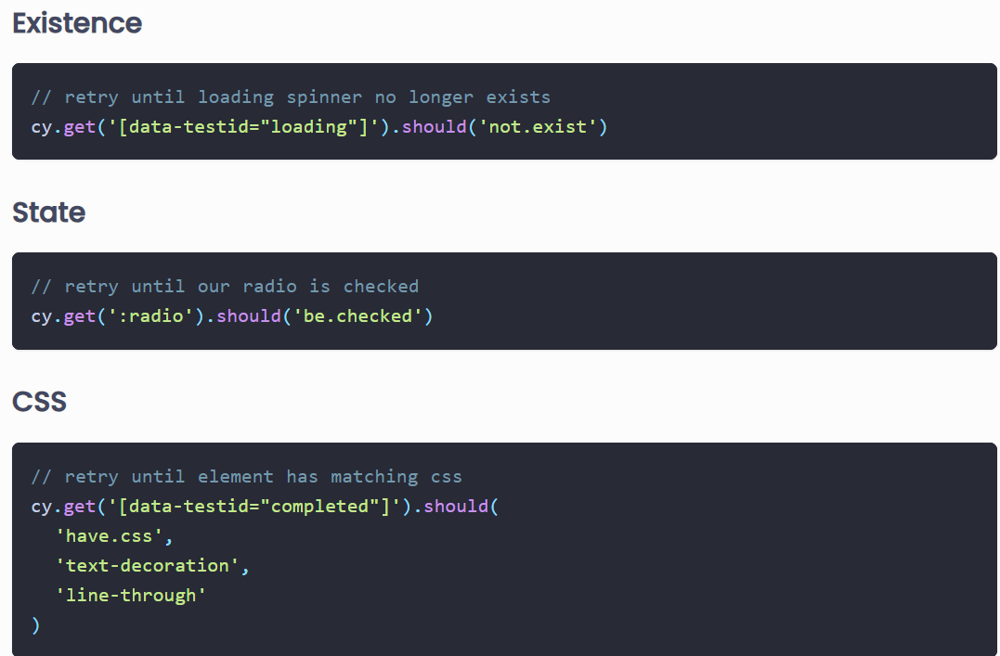 Existence
// retry until loading spinner no longer exists
cy.get('[data-testid="loading"]').should('not.exist')
State
// retry until our radio is checked
cy.get(':radio').should('be.checked')
CSS
// retry until element has matching css
cy.get('[data-testid="completed"]').should(
  'have.css',
  'text-decoration',
  'line-through'
)